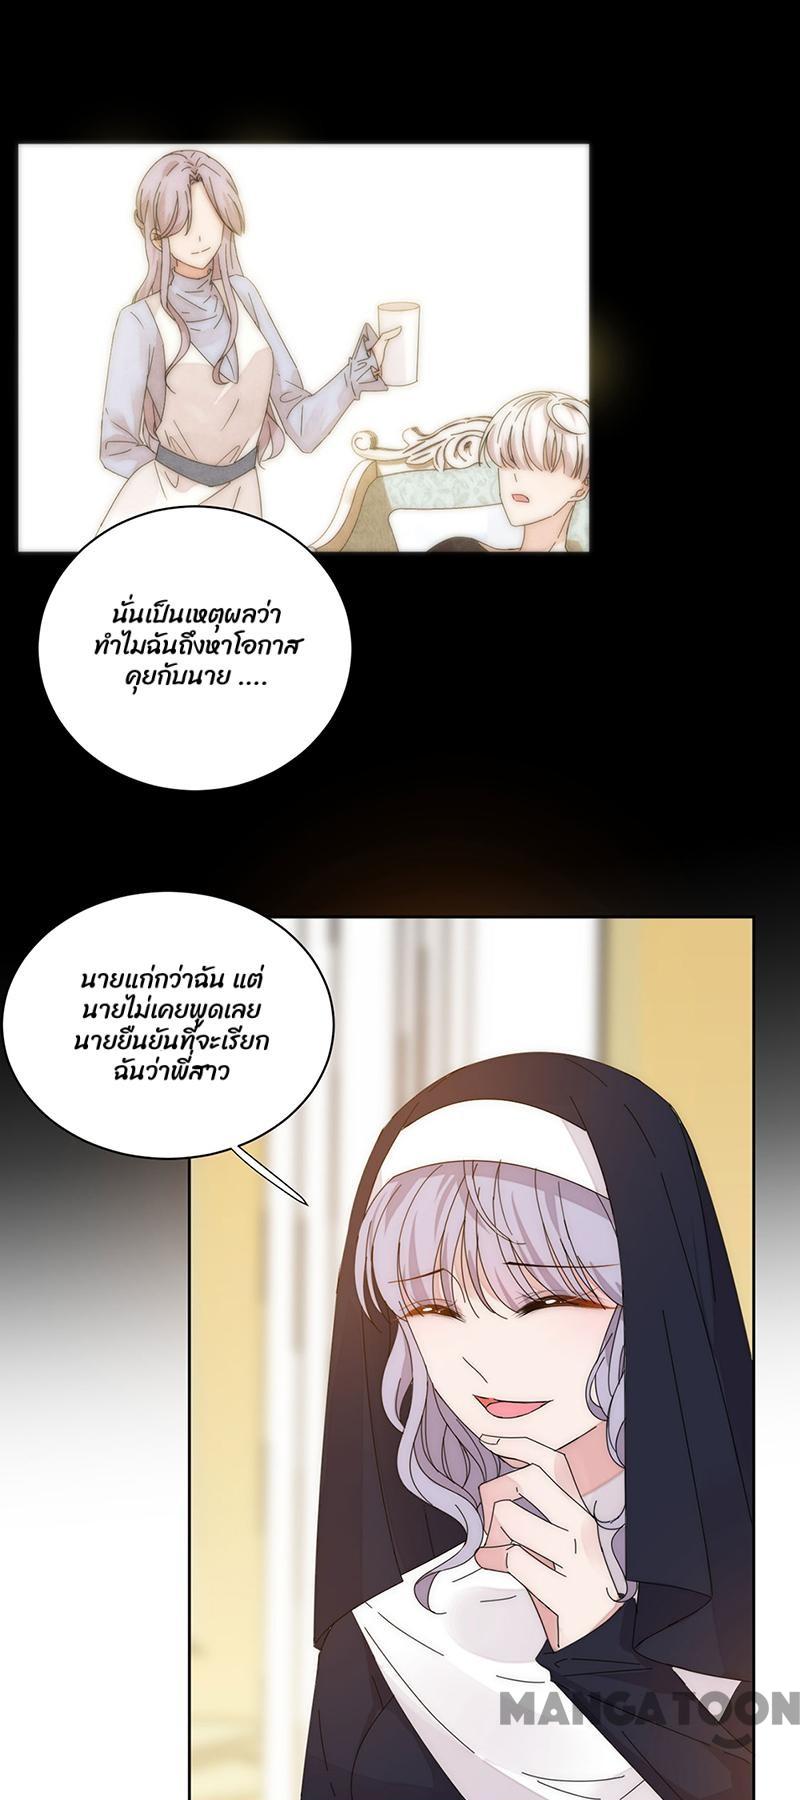 นั่นเป็นเหตุผลว่า
ทำไมฉันถึงหาโอกาส
คุยกับนาย ....
นายแก่กว่าฉัน แต่
นายไม่เคยพูดเลย
นายยืนยันที่จะเรียก
ฉันว่าพี่สาว
MANGATOON